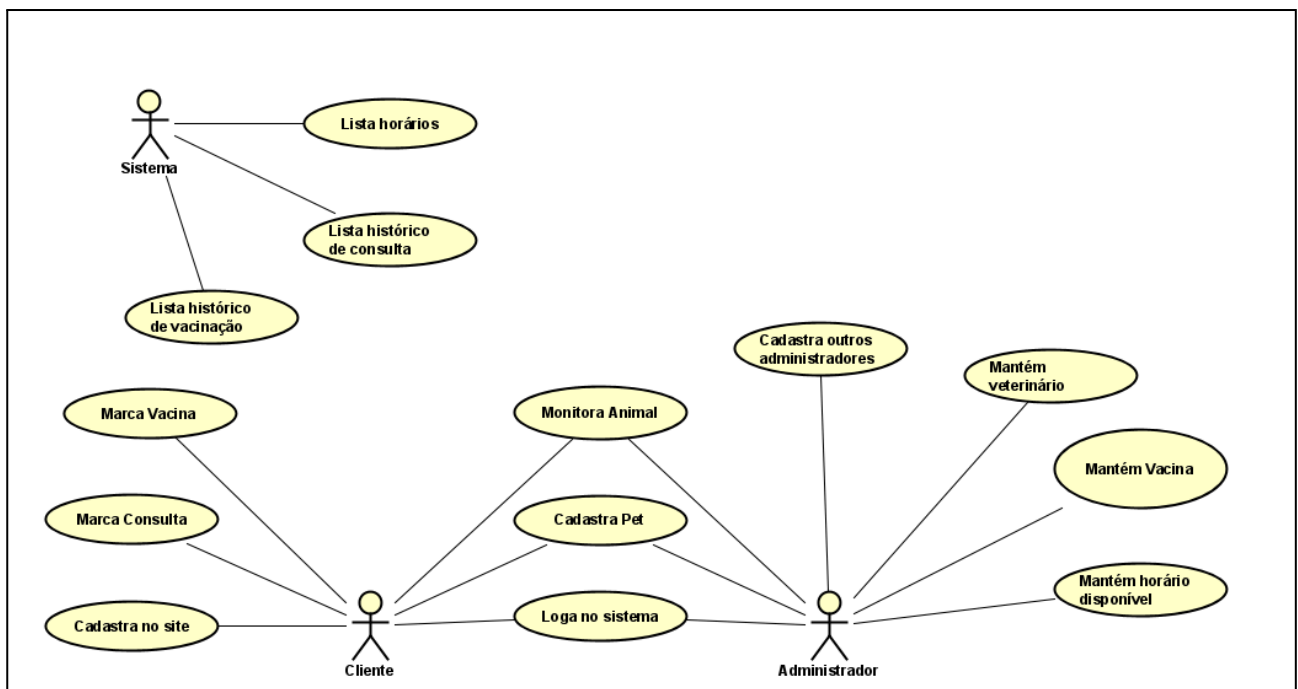 Lista horários
Sistema
Lista histórico
de consulta
Lista histórico
de vacinação
Cadastra outros
administradores
Mantém
veterinário
Marca Vacina
Monitora Animal
Mantém Vacina
Marca Consulta
Cadastra Pet
Mantém horário
disponível
Cadastra no site
Loga no sistema
Cliente
Administrador